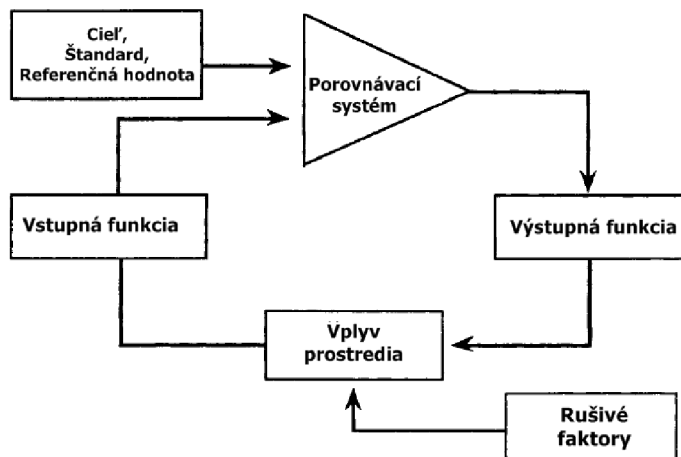 Cieľ,
Štandard,
Referenčná hodnota
Porovnávací
systém
Vstupná funkcia
Výstupná funkcia
Vplyv
prostredia
Rušivé
faktory